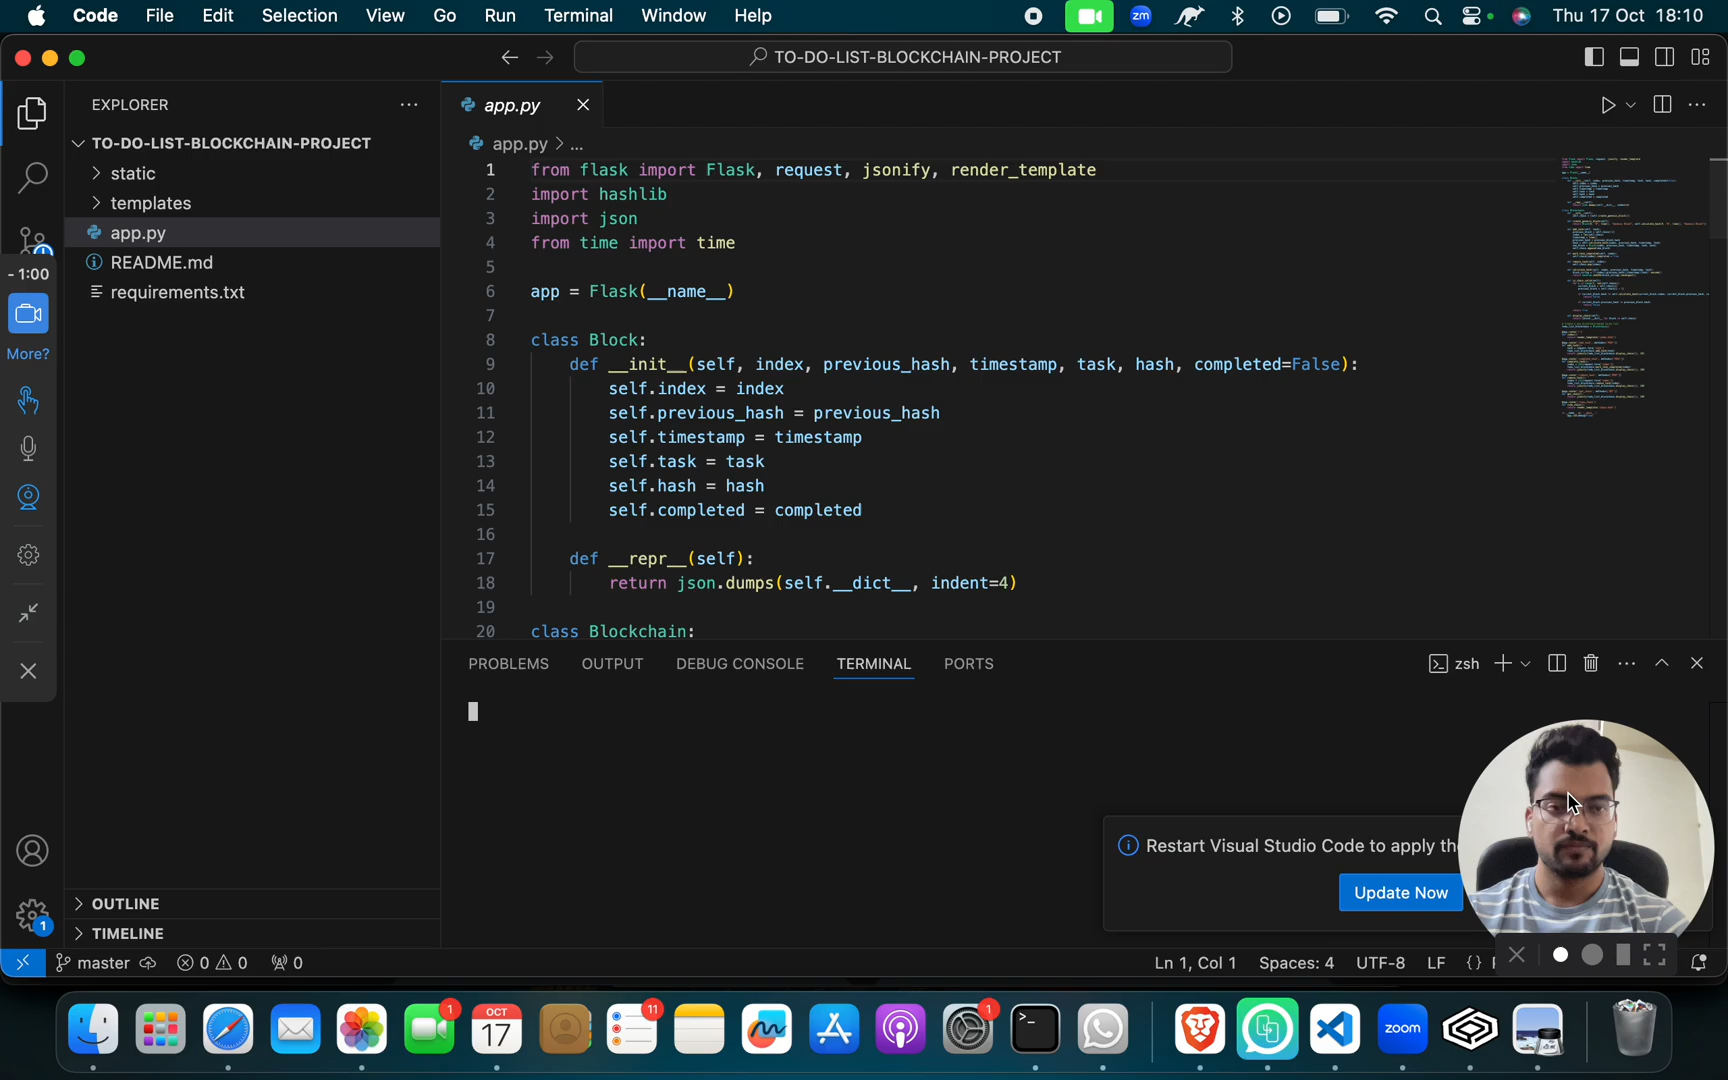 Code File Edit Selection View Go Run Terminal Window Help
zm
Thu 17 Oct 18:10
TO-DO-LIST-BLOCKCHAIN-PROJECT
EXPLORER
TO-DO-LIST-BLOCKCHAIN-PROJECT
static
templates
app.py
README.md
requirements.txt
- 1:00
More?
OUTLINE
TIMELINE
app.py
app.py > ...
1 from flask import Flask, request, jsonify, render_template
2 import hashlib
3 import json
4 from time import time
5
6 app = Flask(__name__)
7
8 class Block:
9 def __init__(self, index, previous_hash, timestamp, task, hash, completed=False):
10 self.index = index
11 self.previous_hash = previous_hash
12 self.timestamp = timestamp
13 self.task = task
14 self.hash = hash
15 self.completed = completed
16
17 def __repr__(self):
18 return json.dumps(self.__dict__, indent=4)
19
20 class Blockchain:
PROBLEMS OUTPUT DEBUG CONSOLE TERMINAL PORTS
zsh
Restart Visual Studio Code to apply
Update Now
1
master 0 0 0
Ln 1, Col 1 Spaces: 4 UTF-8 LF {}
1
OCT
17
11
1
zoom